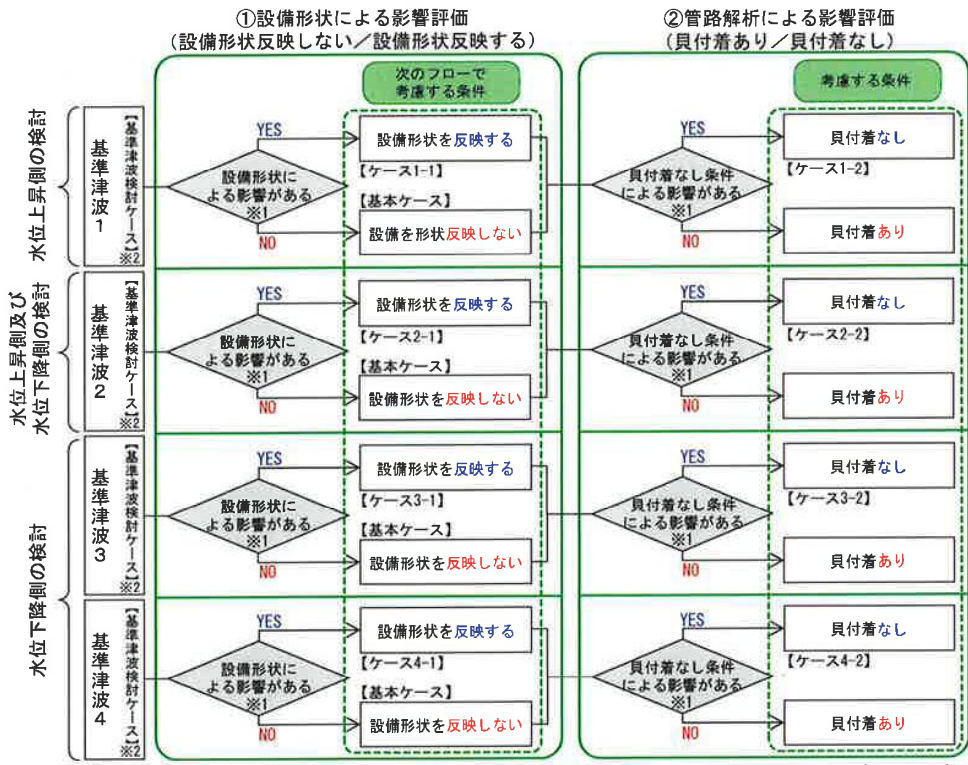 ①設備形状による影響評価
(設備形状反映しない/設備形状反映する)
②管路解析による影響評価
(貝付着あり/貝付着なし)
次のフローで
考慮する条件
考慮する条件
水位上昇側の検討
基準津波1
【基準津波検討ケース】※2
設備形状に
よる影響がある
※1
YES
設備形状を反映する
【ケース1-1】
【基本ケース】
NO
設備を形状反映しない
貝付着なし条件
による影響がある
※1
YES
貝付着なし
【ケース1-2】
NO
貝付着あり
水位上昇側及び
水位下降側の検討
基準津波2
【基準津波検討ケース】※2
設備形状に
よる影響がある
※1
YES
設備形状を反映する
【ケース2-1】
【基本ケース】
NO
設備形状を反映しない
貝付着なし条件
による影響がある
※1
YES
貝付着なし
【ケース2-2】
NO
貝付着あり
水位下降側の検討
基準津波3
【基準津波検討ケース】※2
設備形状に
よる影響がある
※1
YES
設備形状を反映する
【ケース3-1】
【基本ケース】
NO
設備形状を反映しない
貝付着なし条件
による影響がある
※1
YES
貝付着なし
【ケース3-2】
NO
貝付着あり
基準津波4
【基準津波検討ケース】※2
設備形状に
よる影響がある
※1
YES
設備形状を反映する
【ケース4-1】
【基本ケース】
NO
設備形状を反映しない
貝付着なし条件
による影響がある
※1
YES
貝付着なし
【ケース4-2】
NO
貝付着あり